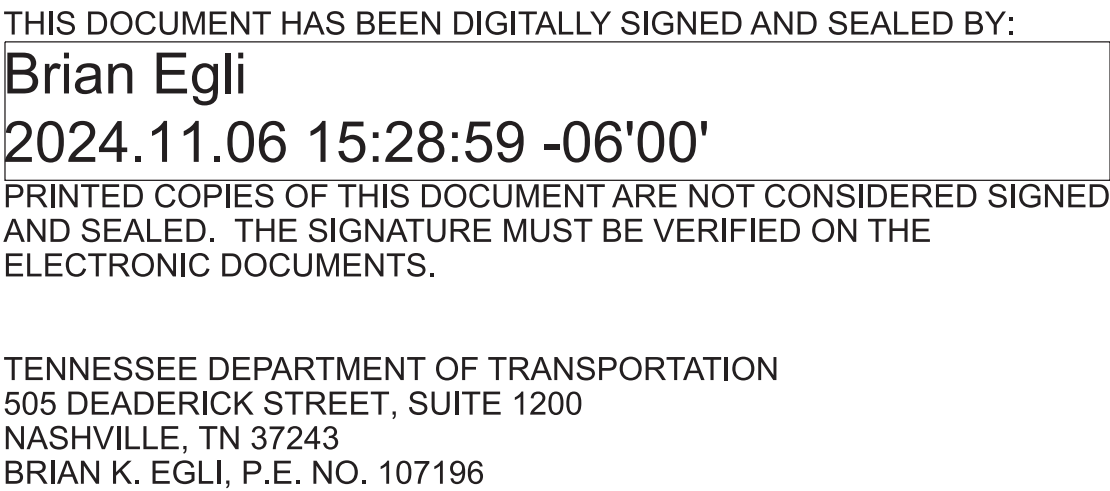 THIS DOCUMENT HAS BEEN DIGITALLY SIGNED AND SEALED BY:
Brian Egli
2024.11.06 15:28:59 -06'00'
PRINTED COPIES OF THIS DOCUMENT ARE NOT CONSIDERED SIGNED
AND SEALED.  THE SIGNATURE MUST BE VERIFIED ON THE
ELECTRONIC DOCUMENTS.
TENNESSEE DEPARTMENT OF TRANSPORTATION
505 DEADERICK STREET, SUITE 1200
NASHVILLE, TN 37243
BRIAN K. EGLI, P.E. NO. 107196